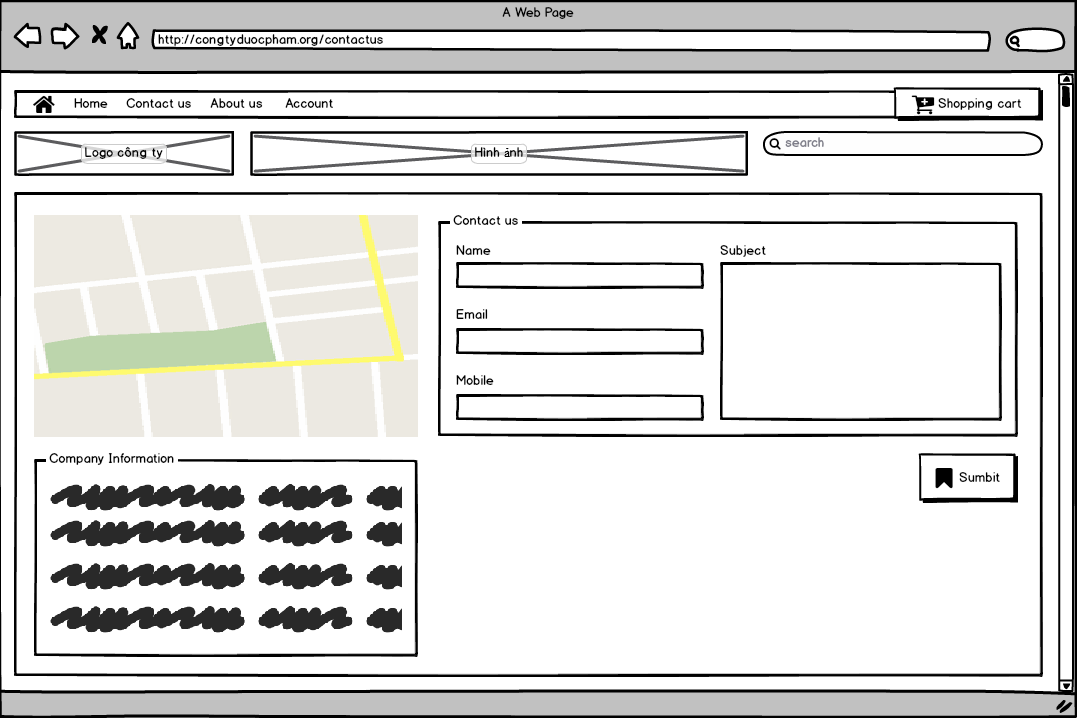 A Web Page
http://congtyduocpham.org/contactus
Home Contact us About us Account Shopping cart
Logo công ty
Hình ảnh
search
Contact us
Name
Subject
Email
Mobile
Company Information
Sumbit